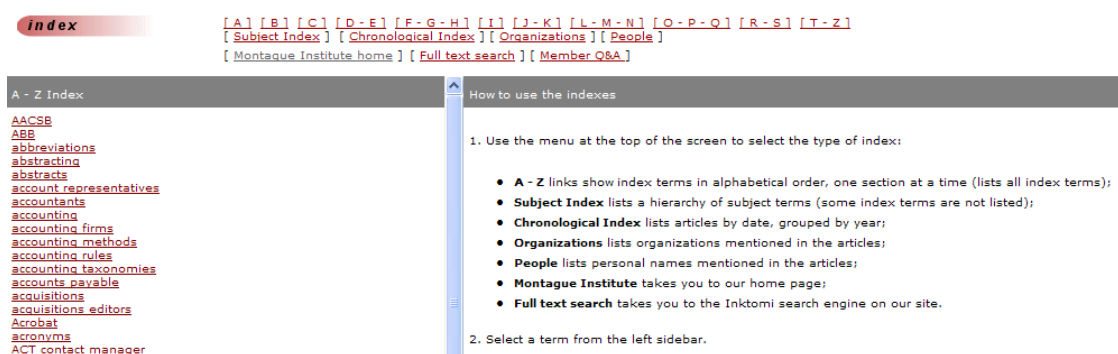 index
[ A ] [ B ] [ C ] [ D - E ] [ F - G - H ] [ I ] [ J - K ] [ L - M - N ] [ O - P - Q ] [ R - S ] [ T - Z ]
[ Subject Index ] [ Chronological Index ] [ Organizations ] [ People ]
[ Montague Institute home ] [ Full text search ] [ Member Q&A ]
A - Z Index
AACSB
ABB
abbreviations
abstracting
abstracts
account representatives
accountants
accounting
accounting firms
accounting methods
accounting rules
accounting taxonomies
accounts payable
acquisitions
acquisitions editors
Acrobat
acronyms
ACT contact manager
How to use the indexes
1. Use the menu at the top of the screen to select the type of index:
• A - Z links show index terms in alphabetical order, one section at a time (lists all index terms);
• Subject Index lists a hierarchy of subject terms (some index terms are not listed);
• Chronological Index lists articles by date, grouped by year;
• Organizations lists organizations mentioned in the articles;
• People lists personal names mentioned in the articles;
• Montague Institute takes you to our home page;
• Full text search takes you to the Inktomi search engine on our site.
2. Select a term from the left sidebar.